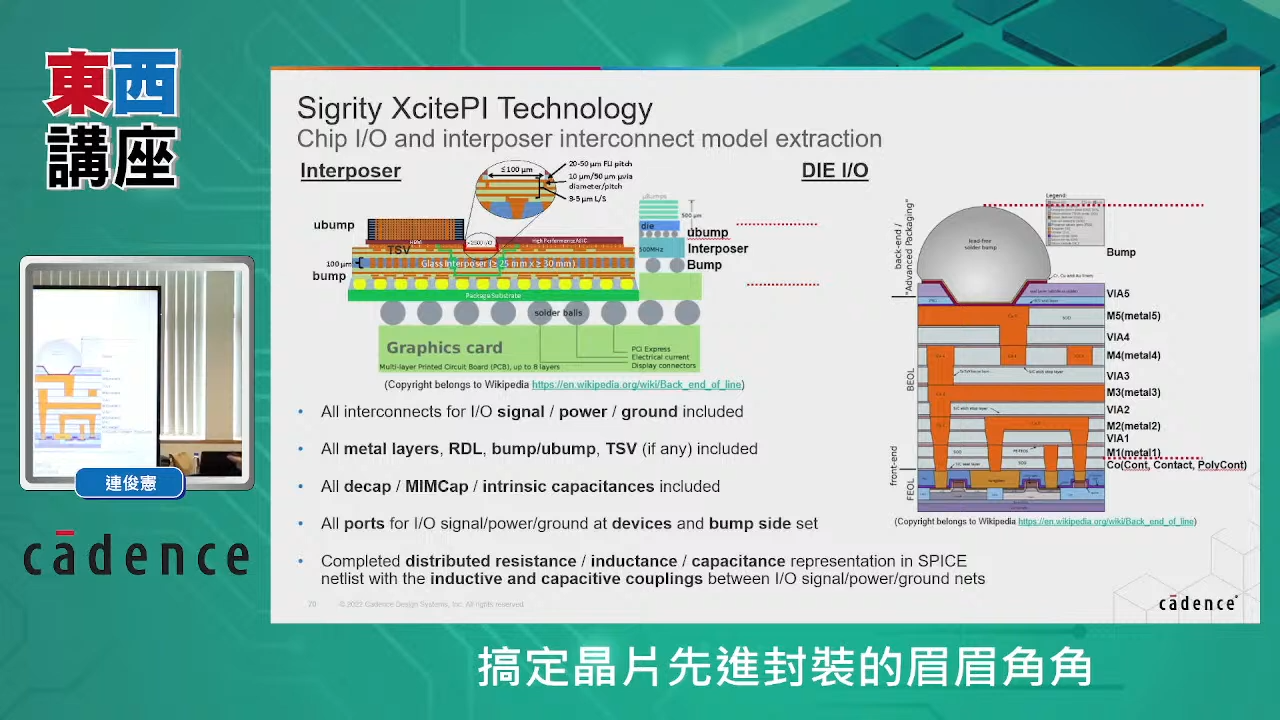 東西
講座
連俊憲
cādence
Sigrity XcitePI Technology
Chip I/O and interposer interconnect model extraction
Interposer
DIE I/O
20-50 µm FLI pitch
≤100 µm
10 µm/50 µm µvia
diameter/pitch
3-5 µm L/S
ubump
HBM
High Performance ASIC
TSV
100 µm
Glass Interposer (≥ 25 mm x ≥ 30 mm)
bump
Package Substrate
µBumps
500 µm
die
ubump
500MHz
Interposer
Bump
solder balls
Graphics card
Multi-layer Printed Circuit Board (PCB), up to 8 layers
PCI Express
Electrical current
Display connectors
(Copyright belongs to Wikipedia https://en.wikipedia.org/wiki/Back_end_of_line)
back-end /
"Advanced Packaging"
BEOL
front-end
FEOL
Legend:
lead-free
solder bump
Cr, Cu and Au liners
Bump
VIA5
M5(metal5)
VIA4
M4(metal4)
VIA3
M3(metal3)
VIA2
M2(metal2)
VIA1
M1(metal1)
Co(Cont, Contact, PolyCont)
(Copyright belongs to Wikipedia https://en.wikipedia.org/wiki/Back_end_of_line)
• All interconnects for I/O signal / power / ground included
• All metal layers, RDL, bump/ubump, TSV (if any) included
• All decap / MIMCap / intrinsic capacitances included
• All ports for I/O signal/power/ground at devices and bump side set
• Completed distributed resistance / inductance / capacitance representation in SPICE
netlist with the inductive and capacitive couplings between I/O signal/power/ground nets
70 © 2022 Cadence Design Systems, Inc. All rights reserved.
cādence®
搞定晶片先進封裝的眉眉角角